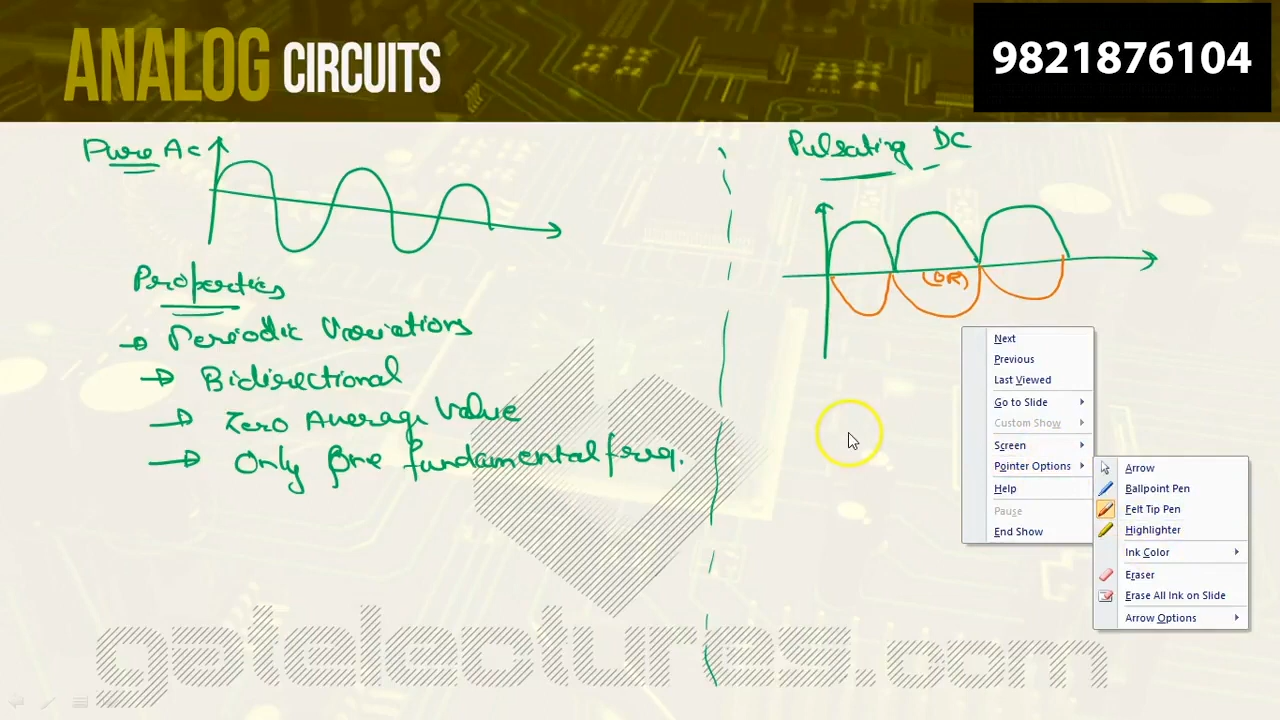 ANALOG CIRCUITS
9821876104
Pure Ac
Properties
Periodic Variations
Bidirectional
Zero Average Value
Only One fundamental freq.
Pulsating DC
(OR)
Next
Previous
Last Viewed
Go to Slide
Custom Show
Screen
Pointer Options
Help
Pause
End Show
Arrow
Ballpoint Pen
Felt Tip Pen
Highlighter
Ink Color
Eraser
Erase All Ink on Slide
Arrow Options
gatelectures.com